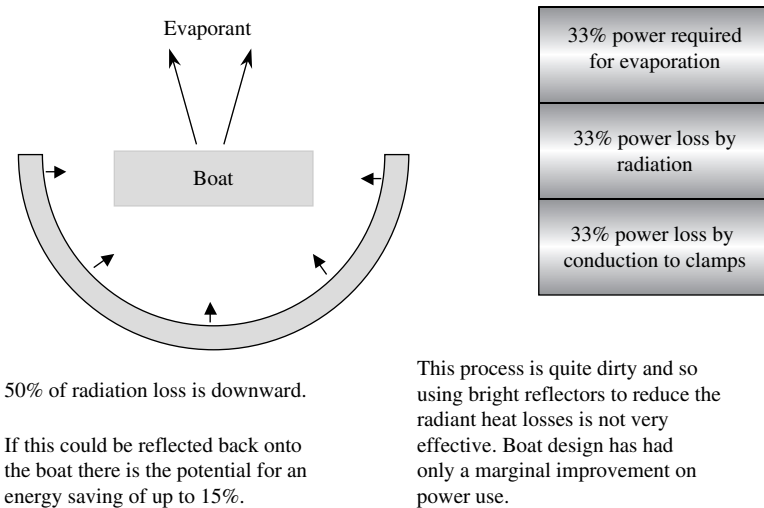 Evaporant
Boat
33% power required
for evaporation
33% power loss by
radiation
33% power loss by
conduction to clamps
50% of radiation loss is downward.
If this could be reflected back onto
the boat there is the potential for an
energy saving of up to 15%.
This process is quite dirty and so
using bright reflectors to reduce the
radiant heat losses is not very
effective. Boat design has had
only a marginal improvement on
power use.